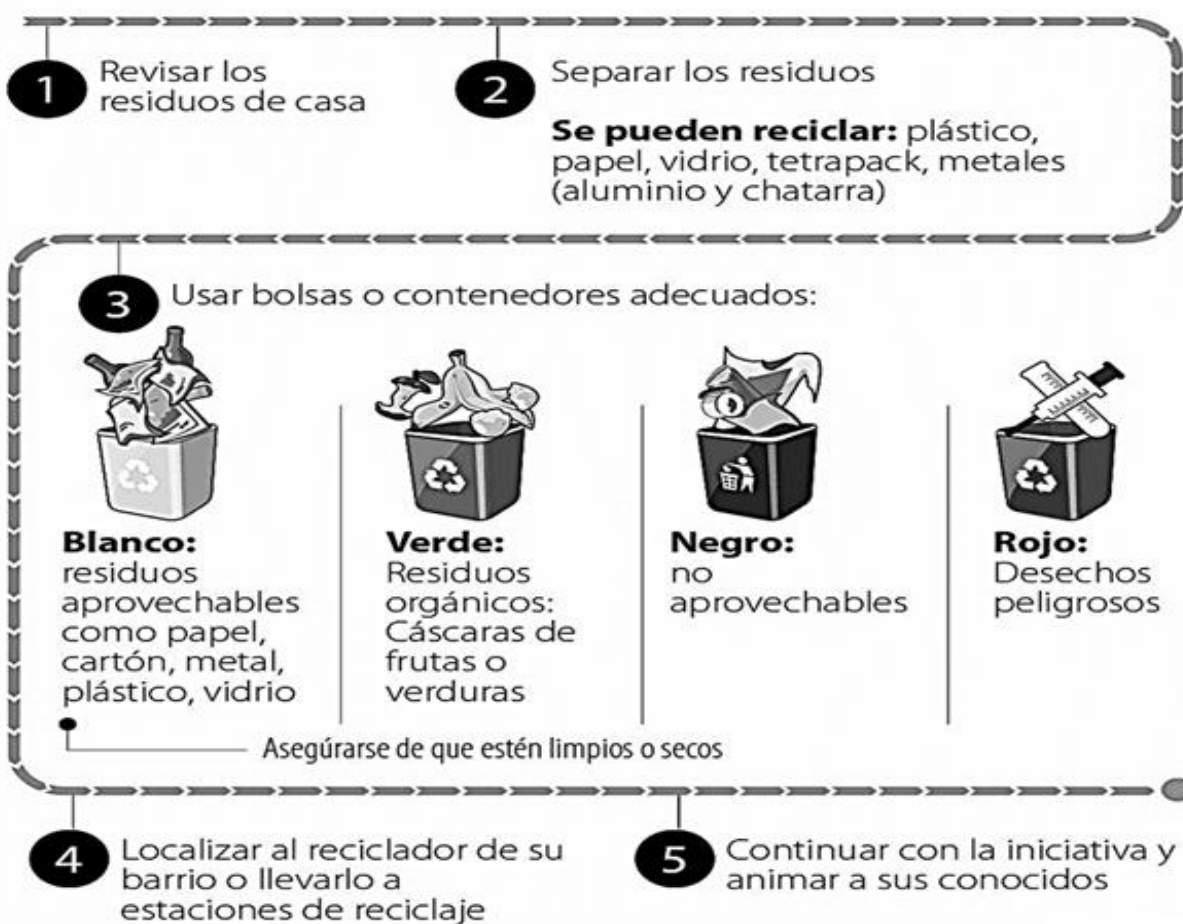 1 Revisar los
residuos de casa
2 Separar los residuos
Se pueden reciclar: plástico,
papel, vidrio, tetrapack, metales
(aluminio y chatarra)
3 Usar bolsas o contenedores adecuados:
Blanco:
residuos
aprovechables
como papel,
cartón, metal,
plástico, vidrio
Verde:
Residuos
orgánicos:
Cáscaras de
frutas o
verduras
Negro:
no
aprovechables
Rojo:
Desechos
peligrosos
Asegúrarse de que estén limpios o secos
4 Localizar al reciclador de su
barrio o llevarlo a
estaciones de reciclaje
5 Continuar con la iniciativa y
animar a sus conocidos